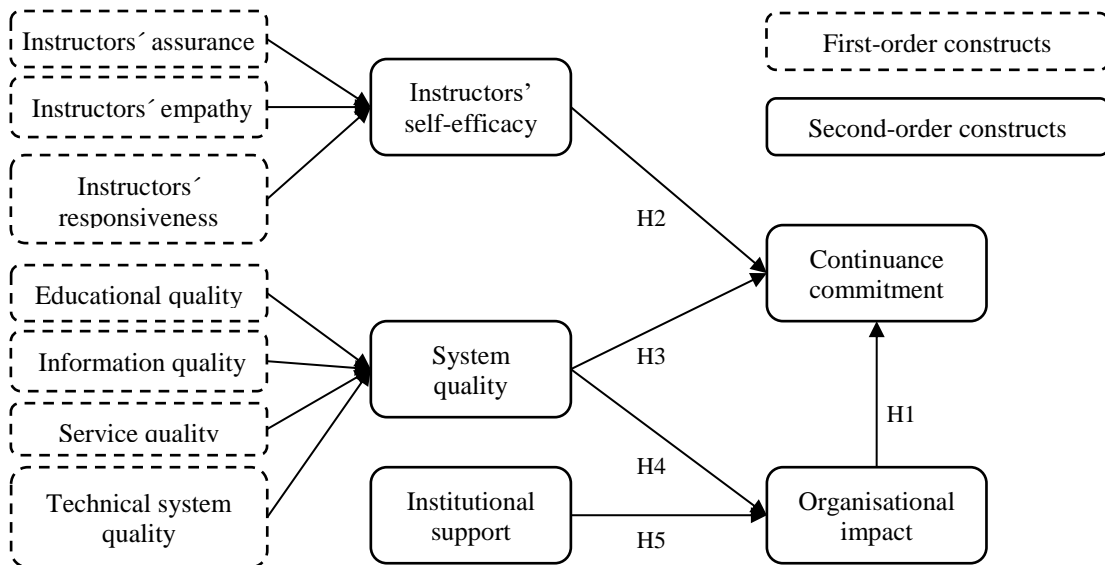 Instructors´ assurance
Instructors´ empathy
Instructors´
responsiveness
Educational quality
Information quality
Service quality
Technical system
quality
Instructors’
self-efficacy
System
quality
Institutional
support
H2
H3
H4
H5
H1
First-order constructs
Second-order constructs
Continuance
commitment
Organisational
impact